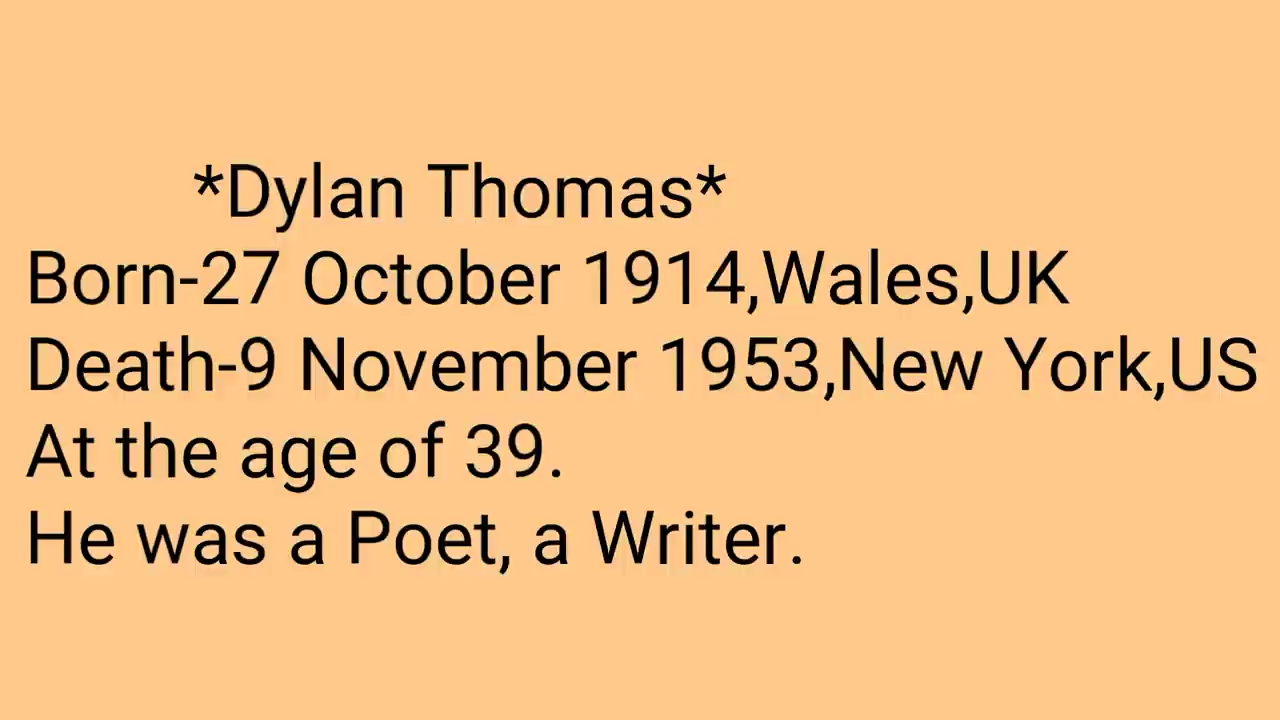 *Dylan Thomas*
Born-27 October 1914,Wales,UK
Death-9 November 1953,New York,US
At the age of 39.
He was a Poet, a Writer.